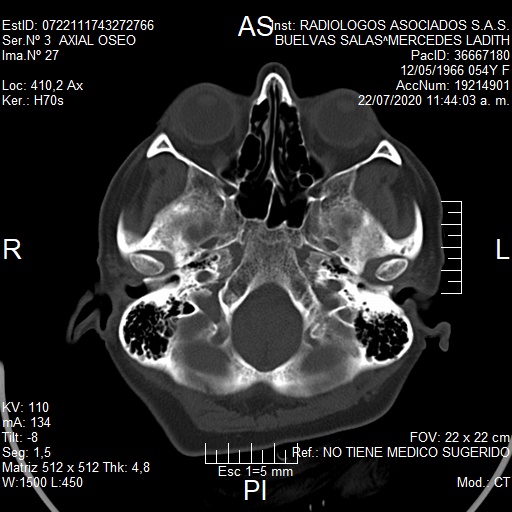 EstID: 0722111743272766
Ser.Nº 3 AXIAL OSEO
Ima.Nº 27
Loc: 410,2 Ax
Ker.: H70s
AS
Inst: RADIOLOGOS ASOCIADOS S.A.S.
BUELVAS SALAS^MERCEDES LADITH
PacID: 36667180
12/05/1966 054Y F
AccNum: 19214901
22/07/2020 11:44:03 a. m.
R
L
KV: 110
mA: 134
Tilt: -8
Seg: 1,5
Matriz 512 x 512 Thk: 4,8
W:1500 L:450
Esc 1=5 mm
PI
FOV: 22 x 22 cm
Ref.: NO TIENE MEDICO SUGERIDO
Mod.: CT